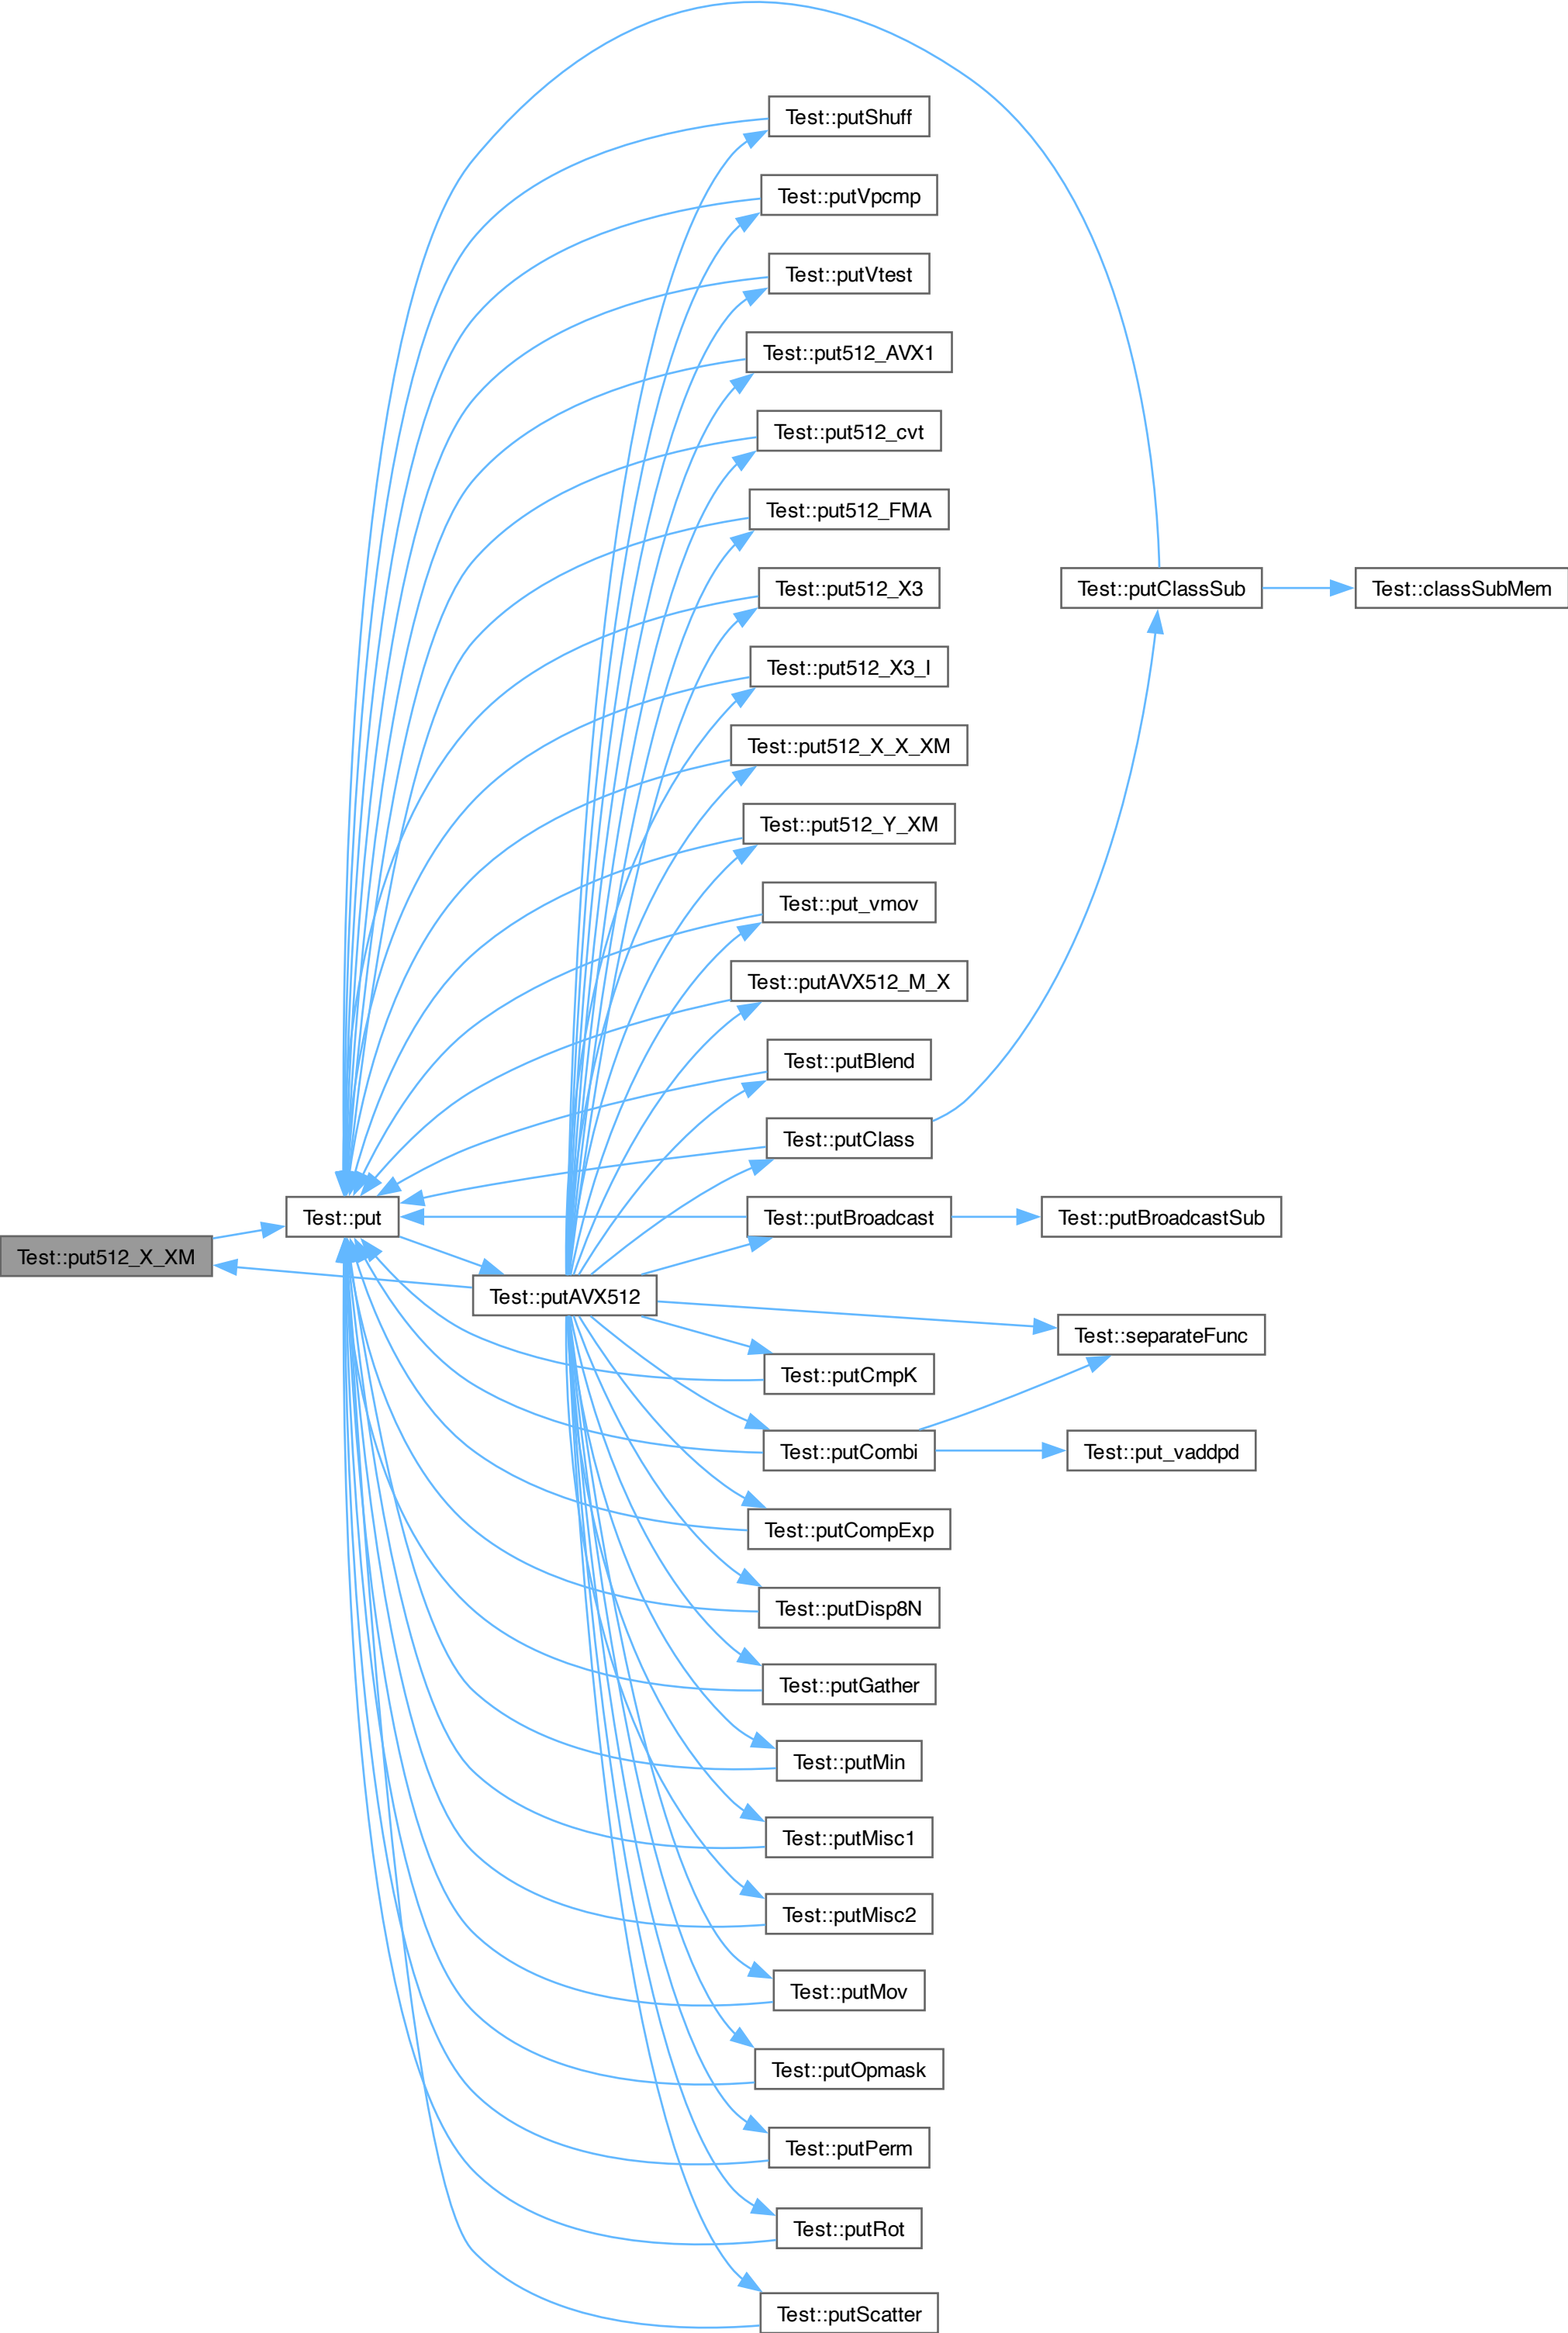 Test::putShuff
Test::putVpcmp
Test::putVtest
Test::put512_AVX1
Test::put512_cvt
Test::put512_FMA
Test::put512_X3
Test::putClassSub
Test::classSubMem
Test::put512_X3_I
Test::put512_X_X_XM
Test::put512_Y_XM
Test::put_vmov
Test::putAVX512_M_X
Test::putBlend
Test::putClass
Test::put
Test::putBroadcast
Test::putBroadcastSub
Test::put512_X_XM
Test::putAVX512
Test::separateFunc
Test::putCmpK
Test::putCombi
Test::put_vaddpd
Test::putCompExp
Test::putDisp8N
Test::putGather
Test::putMin
Test::putMisc1
Test::putMisc2
Test::putMov
Test::putOpmask
Test::putPerm
Test::putRot
Test::putScatter